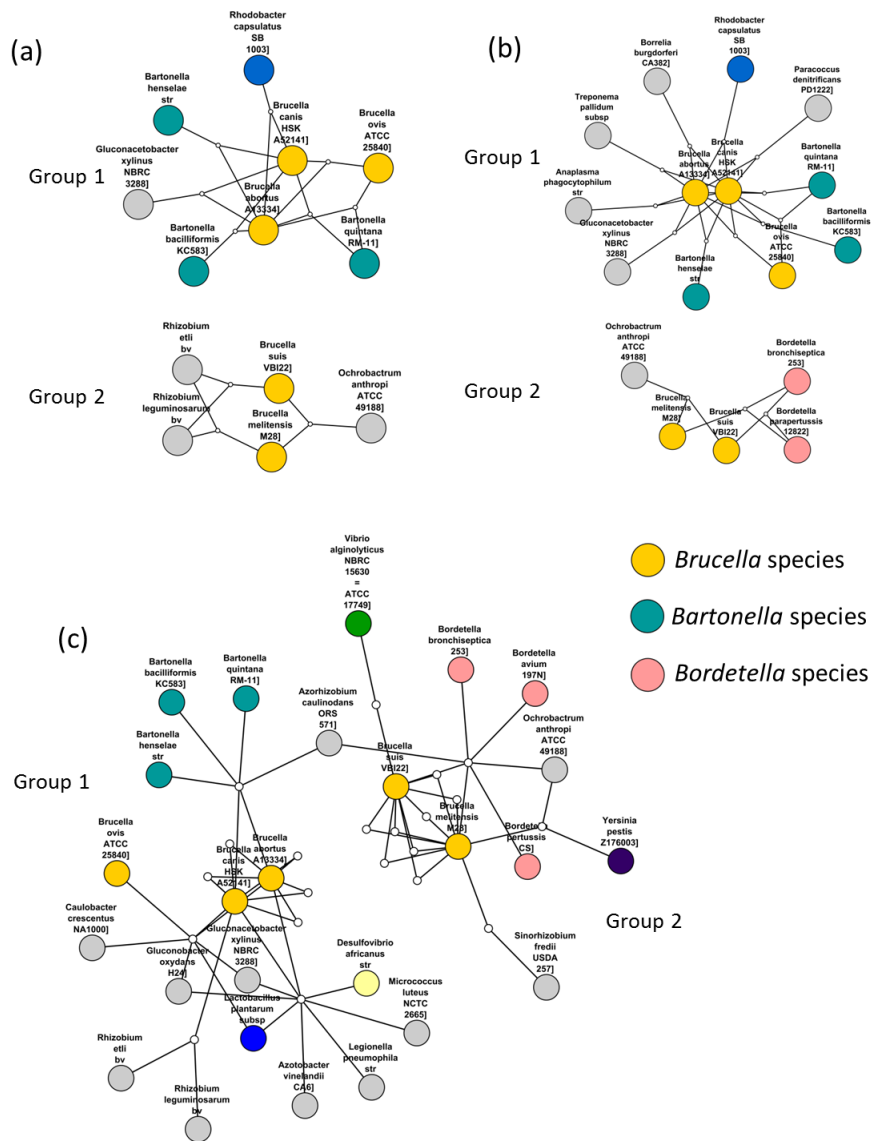 (a)
Rhodobacter
capsulatus
SB
1003]
Bartonella
henselae
str
Brucella
canis
HSK
A52141]
Brucella
ovis
ATCC
25840]
Gluconacetobacter
xylinus
NBRC
3288]
Group 1
Brucella
abortus
A13334]
Bartonella
bacilliformis
KC583]
Bartonella
quintana
RM-11]
Rhizobium
etli
bv
Brucella
suis
VBI22]
Ochrobactrum
anthropi
ATCC
49188]
Group 2
Rhizobium
leguminosarum
bv
Brucella
melitensis
M28]
(b)
Rhodobacter
capsulatus
SB
1003]
Borrelia
burgdorferi
CA382]
Paracoccus
denitrificans
PD1222]
Treponema
pallidum
subsp
Group 1
Brucella
abortus
A13334]
Brucella
canis
HSK
A52141]
Bartonella
quintana
RM-11]
Anaplasma
phagocytophilum
str
Bartonella
bacilliformis
KC583]
Gluconacetobacter
xylinus
NBRC
3288]
Brucella
ovis
ATCC
25840]
Bartonella
henselae
str
Ochrobactrum
anthropi
ATCC
49188]
Bordetella
bronchiseptica
253]
Group 2
Brucella
melitensis
M28]
Brucella
suis
VBI22]
Bordetella
parapertussis
12822]
(c)
Vibrio
alginolyticus
NBRC
15630
=
ATCC
17749]
Bordetella
bronchiseptica
253]
Bordetella
avium
197N]
Bartonella
bacilliformis
KC583]
Bartonella
quintana
RM-11]
Azorhizobium
caulinodans
ORS
571]
Ochrobactrum
anthropi
ATCC
49188]
Bartonella
henselae
str
Brucella
suis
VBI22]
Group 1
Brucella
melitensis
M28]
Bordetella
pertussis
CS]
Yersinia
pestis
Z176003]
Brucella
ovis
ATCC
25840]
Brucella
canis
HSK
A52141]
Brucella
abortus
A13334]
Group 2
Caulobacter
crescentus
NA1000]
Gluconobacter
oxydans
H24]
Gluconacetobacter
xylinus
NBRC
3288]
Desulfovibrio
africanus
str
Sinorhizobium
fredii
USDA
257]
Lactobacillus
plantarum
subsp
Micrococcus
luteus
NCTC
2665]
Rhizobium
etli
bv
Rhizobium
leguminosarum
bv
Azotobacter
vinelandii
CA6]
Legionella
pneumophila
str
Brucella species
Bartonella species
Bordetella species